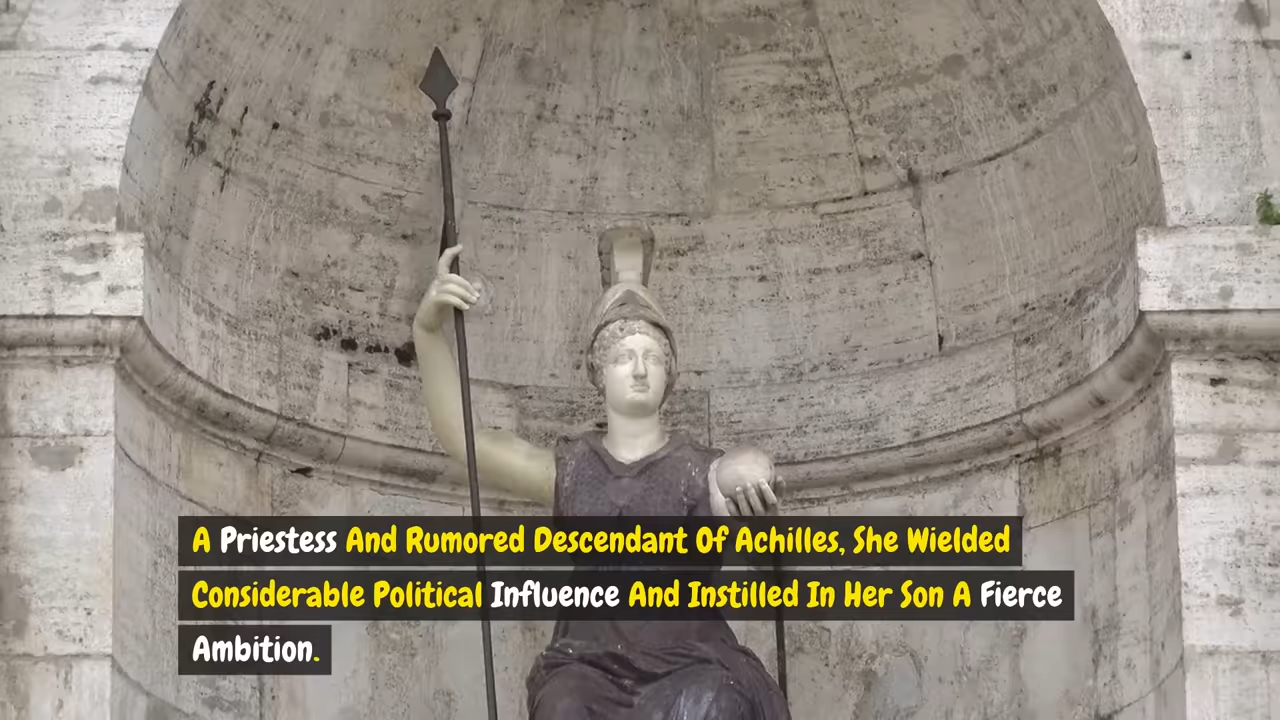 A Priestess And Rumored Descendant Of Achilles, She Wielded
Considerable Political Influence And Instilled In Her Son A Fierce
Ambition.